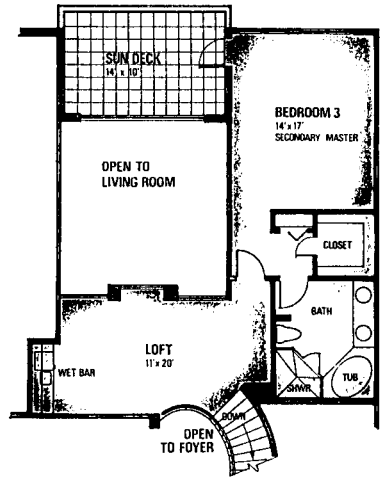 SUN DECK
14' x 10'
BEDROOM 3
14' x 17'
SECONDARY MASTER
OPEN TO
LIVING ROOM
CLOSET
BATH
LOFT
11' x 20'
WET BAR
SHWR
TUB
DOWN
OPEN
TO FOYER